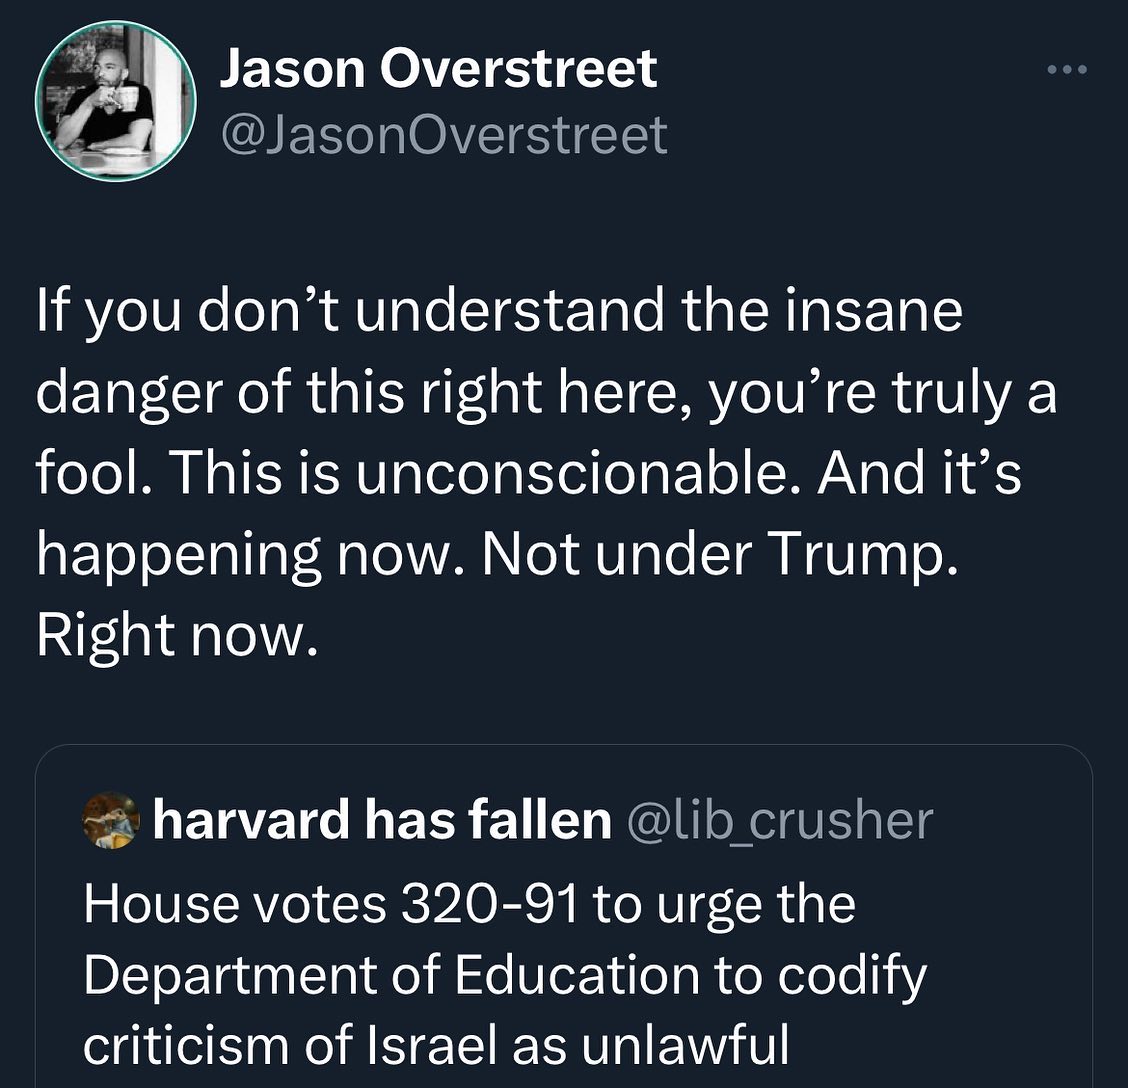 Jason Overstreet
@JasonOverstreet
If you don’t understand the insane
danger of this right here, you’re truly a
fool. This is unconscionable. And it’s
happening now. Not under Trump.
Right now.
harvard has fallen @lib_crusher
House votes 320-91 to urge the
Department of Education to codify
criticism of Israel as unlawful